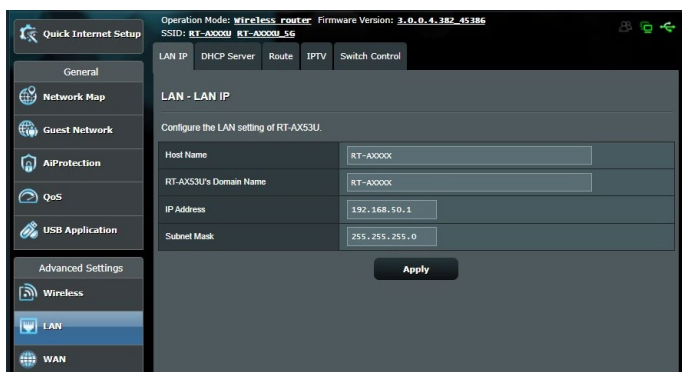 Quick Internet Setup
General
Network Map
Guest Network
AiProtection
QoS
USB Application
Advanced Settings
Wireless
LAN
WAN
Operation Mode: Wireless router Firmware Version: 3.0.0.4.382_45386
SSID: RT-AXXXU RT-AXXXU_5G
LAN IP DHCP Server Route IPTV Switch Control
LAN - LAN IP
Configure the LAN setting of RT-AX53U.
Host Name RT-AXXXX
RT-AX53U's Domain Name RT-AXXXX
IP Address 192.168.50.1
Subnet Mask 255.255.255.0
Apply